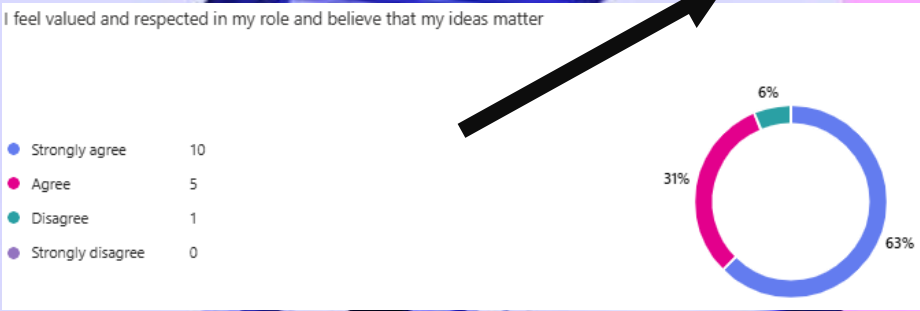 I feel valued and respected in my role and believe that my ideas matter
6%
Strongly agree 10
Agree 5
31%
Disagree 1
Strongly disagree 0
63%